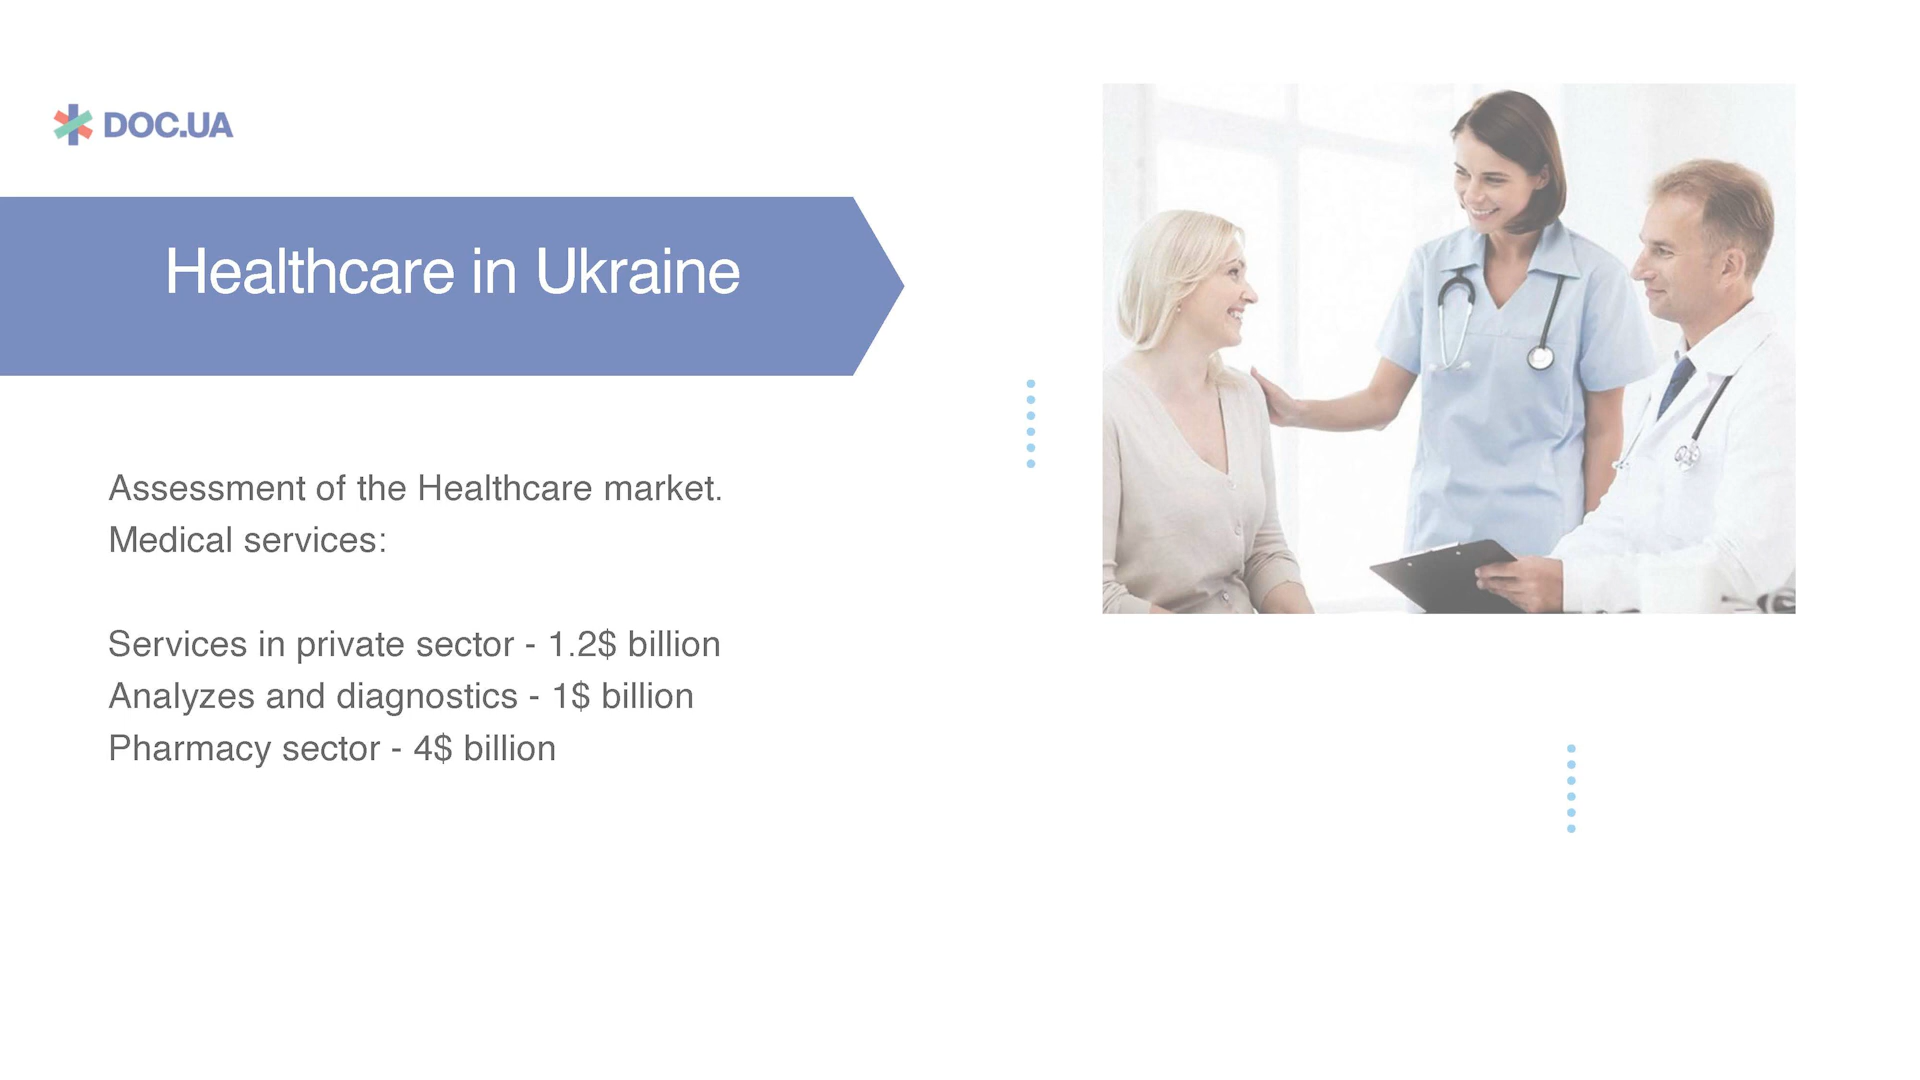 DOC.UA
Healthcare in Ukraine
Assessment of the Healthcare market.
Medical services:
Services in private sector - 1.2$ billion
Analyzes and diagnostics - 1$ billion
Pharmacy sector - 4$ billion